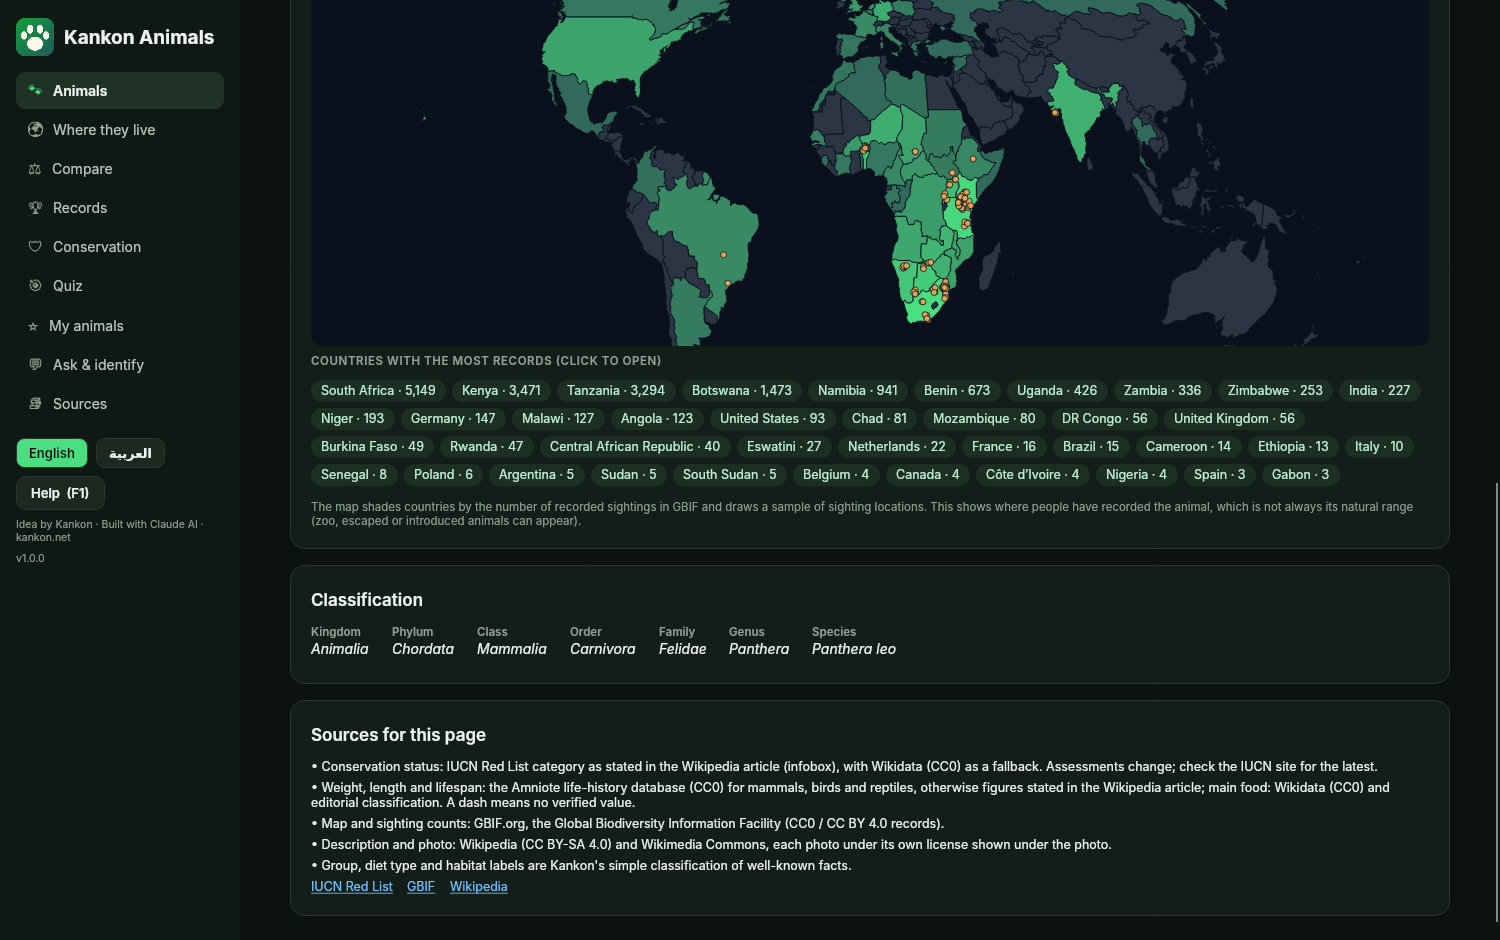 Kankon Animals
Animals
Where they live
Compare
Records
Conservation
Quiz
My animals
Ask & identify
Sources
English
العربية
Help (F1)
Idea by Kankon · Built with Claude AI ·
kankon.net
v1.0.0
COUNTRIES WITH THE MOST RECORDS (CLICK TO OPEN)
South Africa · 5,149 Kenya · 3,471 Tanzania · 3,294 Botswana · 1,473 Namibia · 941 Benin · 673 Uganda · 426 Zambia · 336 Zimbabwe · 253 India · 227
Niger · 193 Germany · 147 Malawi · 127 Angola · 123 United States · 93 Chad · 81 Mozambique · 80 DR Congo · 56 United Kingdom · 56
Burkina Faso · 49 Rwanda · 47 Central African Republic · 40 Eswatini · 27 Netherlands · 22 France · 16 Brazil · 15 Cameroon · 14 Ethiopia · 13 Italy · 10
Senegal · 8 Poland · 6 Argentina · 5 Sudan · 5 South Sudan · 5 Belgium · 4 Canada · 4 Côte d’Ivoire · 4 Nigeria · 4 Spain · 3 Gabon · 3
The map shades countries by the number of recorded sightings in GBIF and draws a sample of sighting locations. This shows where people have recorded the animal, which is not always its natural range
(zoo, escaped or introduced animals can appear).
Classification
Kingdom Phylum Class Order Family Genus Species
Animalia Chordata Mammalia Carnivora Felidae Panthera Panthera leo
Sources for this page
• Conservation status: IUCN Red List category as stated in the Wikipedia article (infobox), with Wikidata (CC0) as a fallback. Assessments change; check the IUCN site for the latest.
• Weight, length and lifespan: the Amniote life-history database (CC0) for mammals, birds and reptiles, otherwise figures stated in the Wikipedia article; main food: Wikidata (CC0) and
editorial classification. A dash means no verified value.
• Map and sighting counts: GBIF.org, the Global Biodiversity Information Facility (CC0 / CC BY 4.0 records).
• Description and photo: Wikipedia (CC BY-SA 4.0) and Wikimedia Commons, each photo under its own license shown under the photo.
• Group, diet type and habitat labels are Kankon's simple classification of well-known facts.
IUCN Red List GBIF Wikipedia